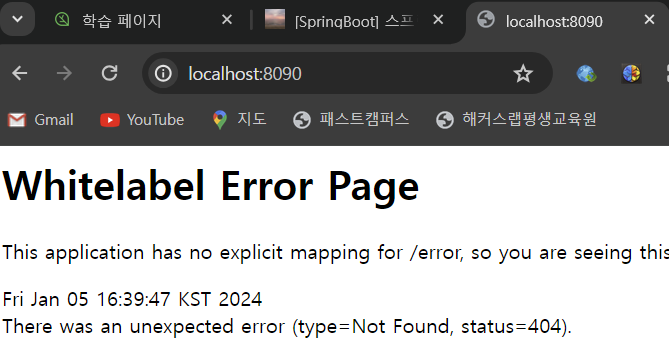 학습 페이지
[SpringBoot] 스프
localhost:8090
localhost:8090
Gmail
YouTube
지도
패스트캠퍼스
해커스랩평생교육원
Whitelabel Error Page
This application has no explicit mapping for /error, so you are seeing this
Fri Jan 05 16:39:47 KST 2024
There was an unexpected error (type=Not Found, status=404).